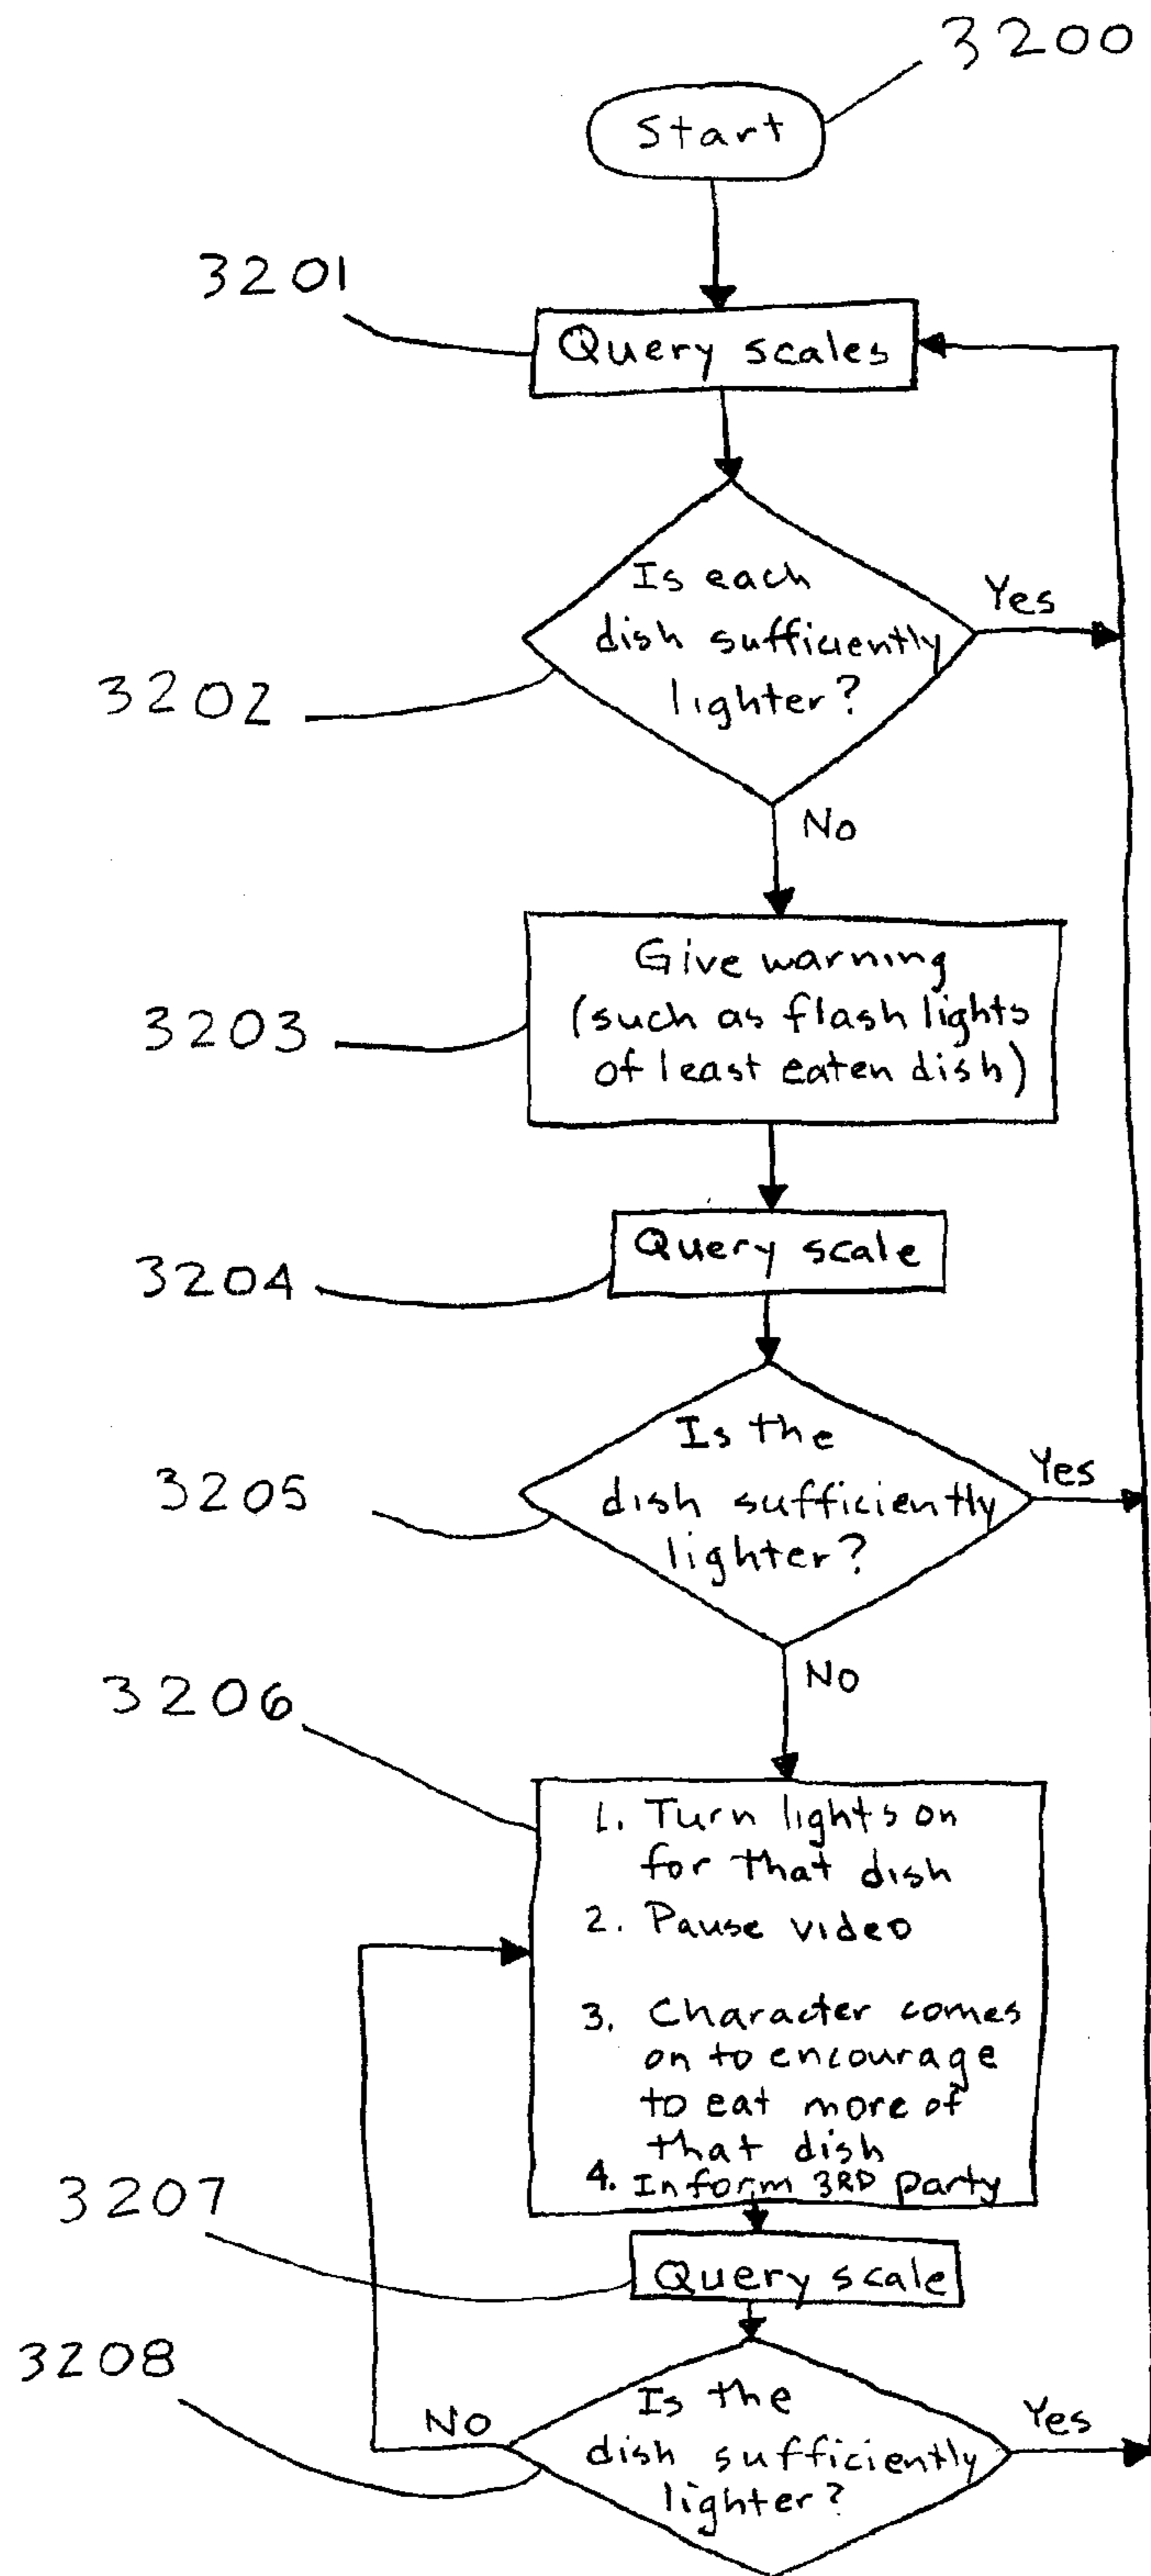 3200
Start
3201
Query scales
Is each
dish sufficiently
lighter?
Yes
3202
No
Give warning
(such as flash lights
of least eaten dish)
3203
Query scale
3204
Is the
dish sufficiently
lighter?
Yes
3205
No
3206
1. Turn lights on
for that dish
2. Pause video
3. Character comes
on to encourage
to eat more of
that dish
4. Inform 3RD party
3207
Query scale
3208
No
Is the
dish sufficiently
lighter?
Yes